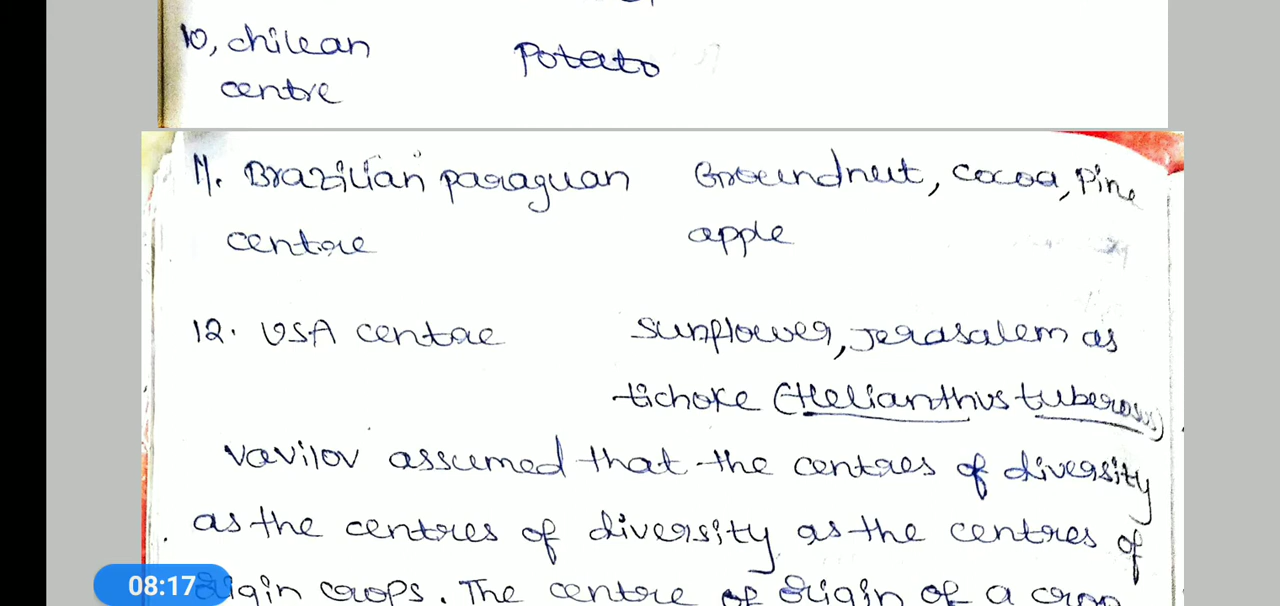 10, chilean Potato
centre
11. Brazilian paraguan Groundnut, cocoa, Pine
centre apple
12. USA centre sunflower, Jerasalem as
tichoke (Helianthus tuberosus)
vavilov assumed that the centres of diversity
as the centres of diversity as the centres of
origin crops. The centre of origin of a crop
08:17